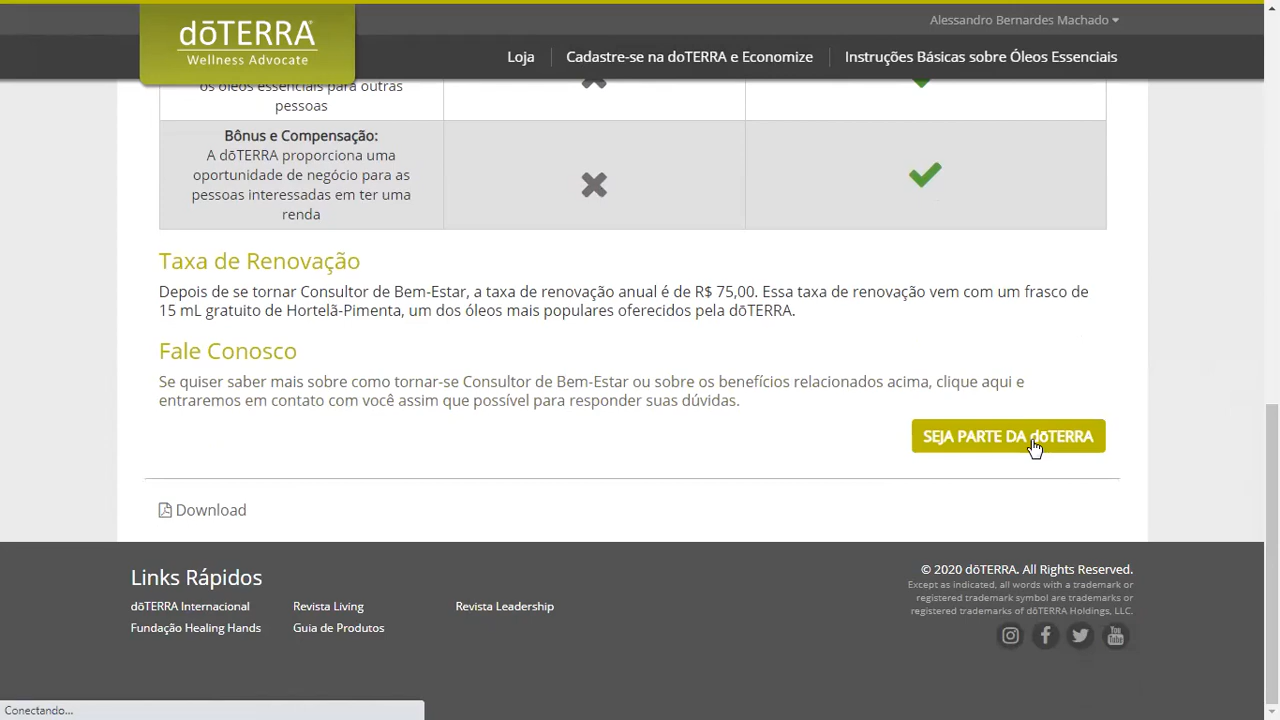 dōTERRA
Wellness Advocate
Alessandro Bernardes Machado
Loja
Cadastre-se na doTERRA e Economize
Instruções Básicas sobre Óleos Essenciais
os óleos essenciais para outras
pessoas
Bônus e Compensação:
A dōTERRA proporciona uma
oportunidade de negócio para as
pessoas interessadas em ter uma
renda
Taxa de Renovação
Depois de se tornar Consultor de Bem-Estar, a taxa de renovação anual é de R$ 75,00. Essa taxa de renovação vem com um frasco de
15 mL gratuito de Hortelã-Pimenta, um dos óleos mais populares oferecidos pela dōTERRA.
Fale Conosco
Se quiser saber mais sobre como tornar-se Consultor de Bem-Estar ou sobre os benefícios relacionados acima, clique aqui e
entraremos em contato com você assim que possível para responder suas dúvidas.
SEJA PARTE DA dōTERRA
Download
Links Rápidos
dōTERRA Internacional
Revista Living
Revista Leadership
Fundação Healing Hands
Guia de Produtos
© 2020 dōTERRA. All Rights Reserved.
Except as indicated, all words with a trademark or
registered trademark symbol are trademarks or
registered trademarks of dōTERRA Holdings, LLC.
You
Tube
Conectando...